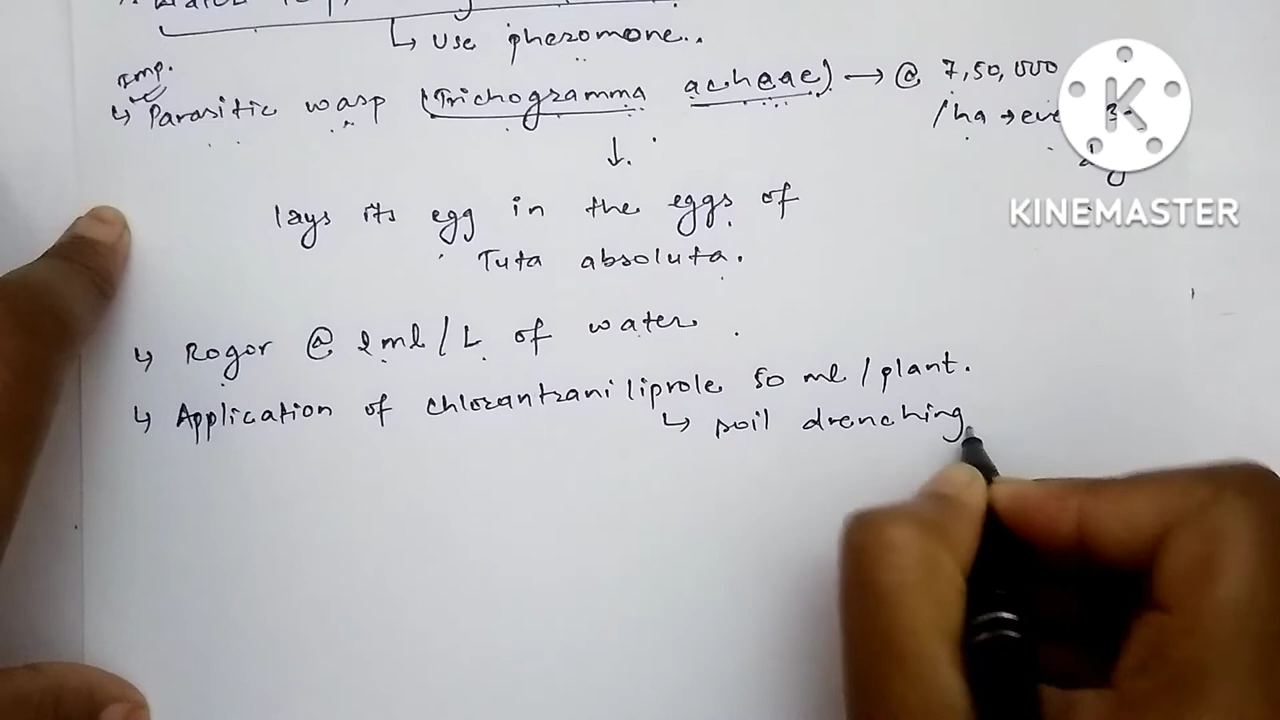 ↳ Use pheromone..
Imp.
↳ Parasitic wasp (Trichogramma acheae) → @ 7,50,000
/ha →
↓.
lays its egg in the eggs of
Tuta absoluta.
↳ Rogor @ 1ml/L of water.
↳ Application of chlorantraniliprole 50 ml/plant.
↳ soil drenching
KINEMASTER